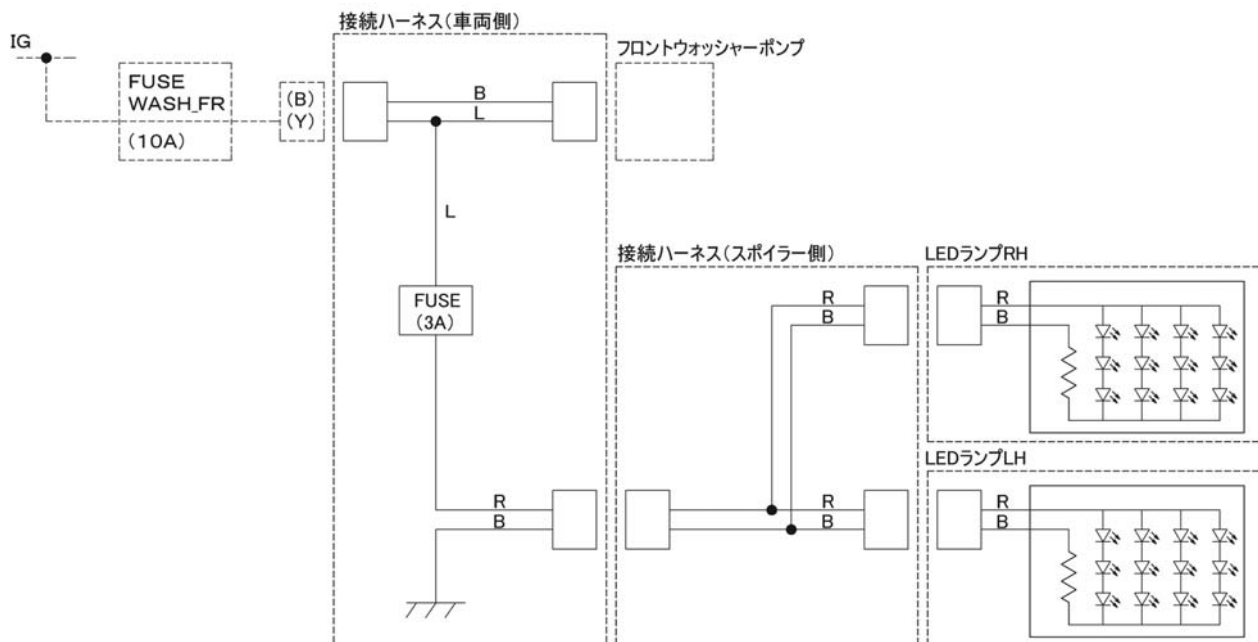 接続ハーネス(車両側)
IG
フロントウォッシャーポンプ
FUSE
WASH_FR
(10A)
(B)
(Y)
B
L
L
FUSE
(3A)
R
B
接続ハーネス(スポイラー側)
R
B
R
B
LEDランプRH
R
B
LEDランプLH
R
B